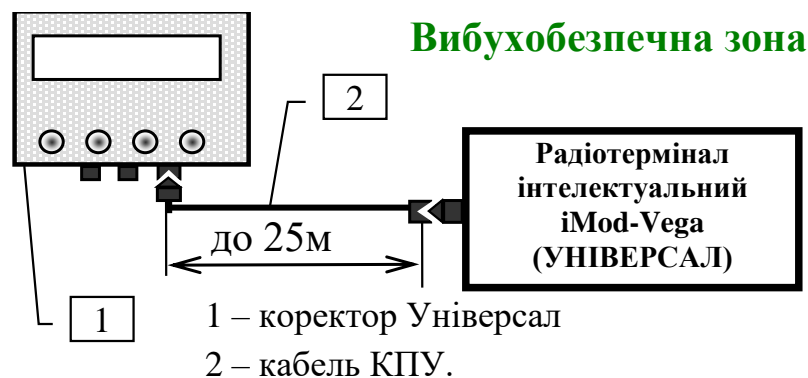 Вибухобезпечна зона
2
Радіотермінал
інтелектуальний
iMod-Vega
(УНІВЕРСАЛ)
до 25м
1
1 – коректор Універсал
2 – кабель КПУ.